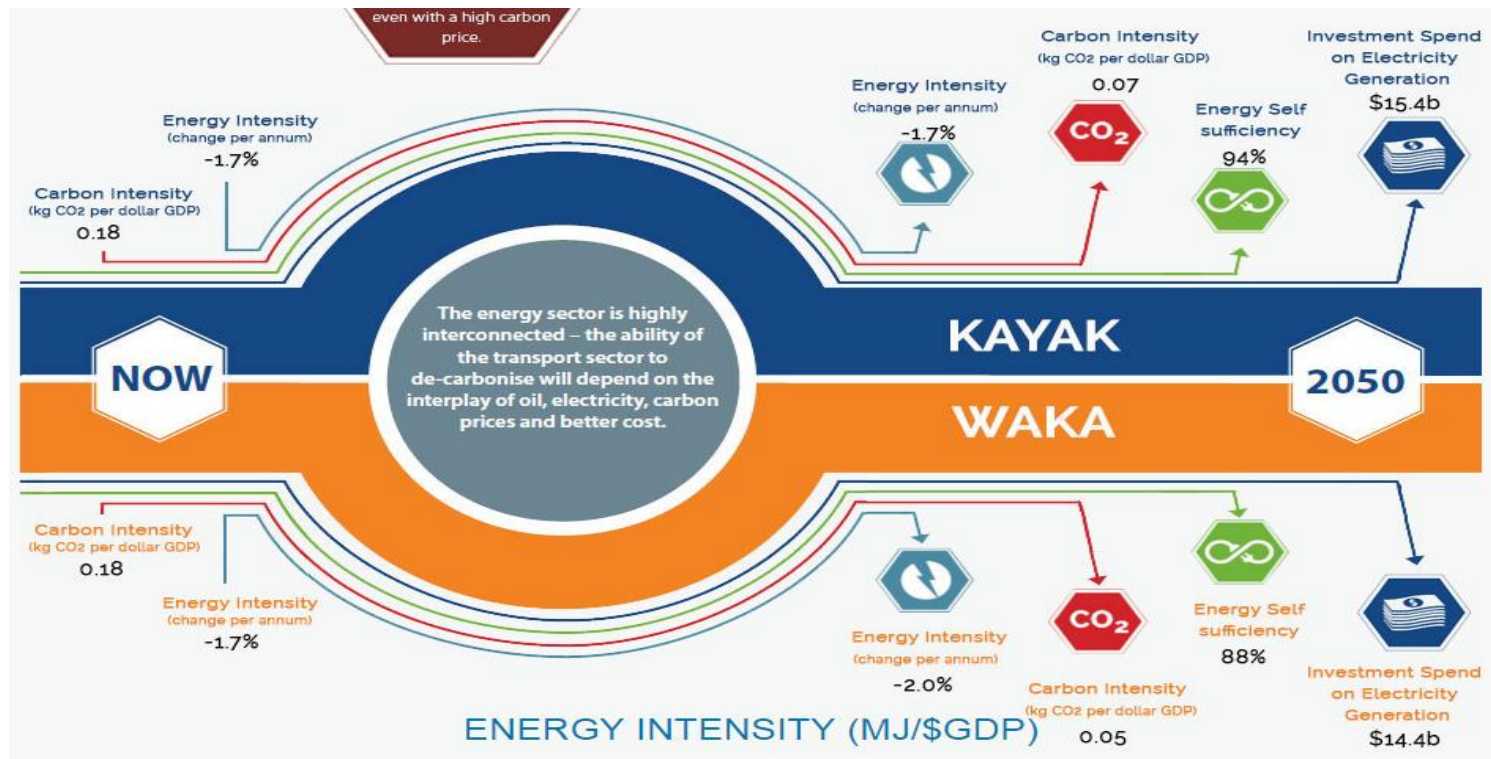 even with a high carbon
price.
Carbon Intensity
(kg CO2 per dollar GDP)
0.07
Investment Spend
on Electricity
Generation
$15.4b
Energy Intensity
(change per annum)
-1.7%
Energy Self
sufficiency
94%
CO2
Energy Intensity
(change per annum)
-1.7%
Carbon Intensity
(kg CO2 per dollar GDP)
0.18
The energy sector is highly
interconnected – the ability of
the transport sector to
de-carbonise will depend on the
interplay of oil, electricity, carbon
prices and better cost.
NOW
KAYAK
WAKA
2050
Carbon Intensity
(kg CO2 per dollar GDP)
0.18
Energy Intensity
(change per annum)
-1.7%
Energy Intensity
(change per annum)
-2.0%
CO2
Carbon Intensity
(kg CO2 per dollar GDP)
0.05
Energy Self
sufficiency
88%
Investment Spend
on Electricity
Generation
$14.4b
ENERGY INTENSITY (MJ/$GDP)